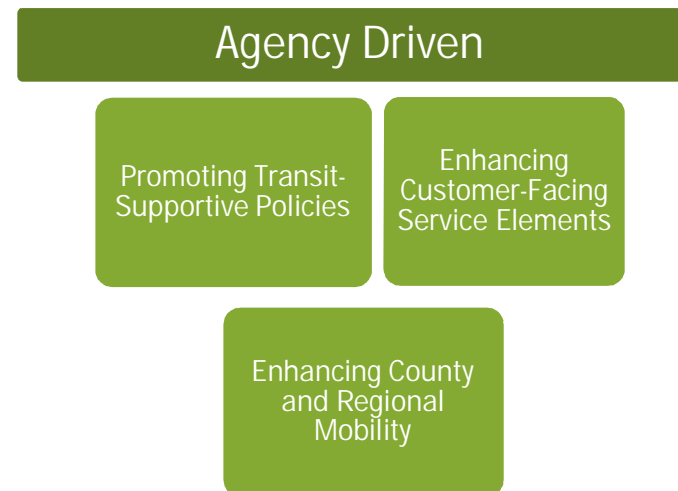 Agency Driven
Promoting Transit-
Supportive Policies
Enhancing
Customer-Facing
Service Elements
Enhancing County
and Regional
Mobility